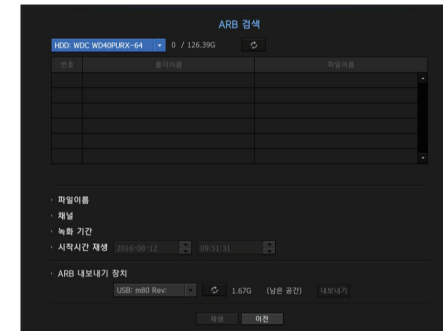 ARB 검색
HDD: WDC WD40PURX-64 0 / 126.39G
번호 폴더이름 파일이름
· 파일이름
· 채널
· 녹화 기간
· 시작시간 재생 2016-08-12 09:51:31
· ARB 내보내기 장치
USB: m80 Rev: 1.67G (남은 공간) 내보내기
재생 이전